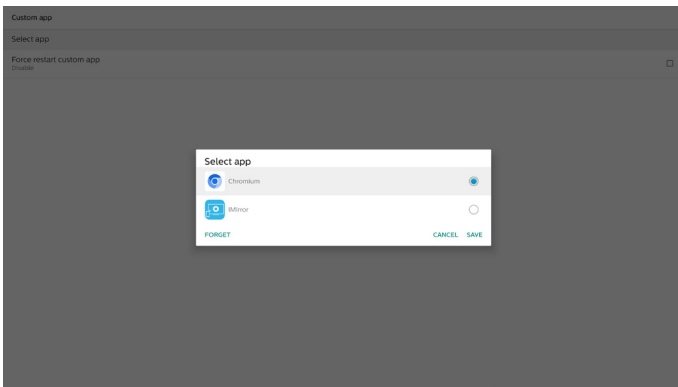 Custom app
Select app
Force restart custom app
Disable
Select app
Chromium
IMirror
FORGET
CANCEL SAVE